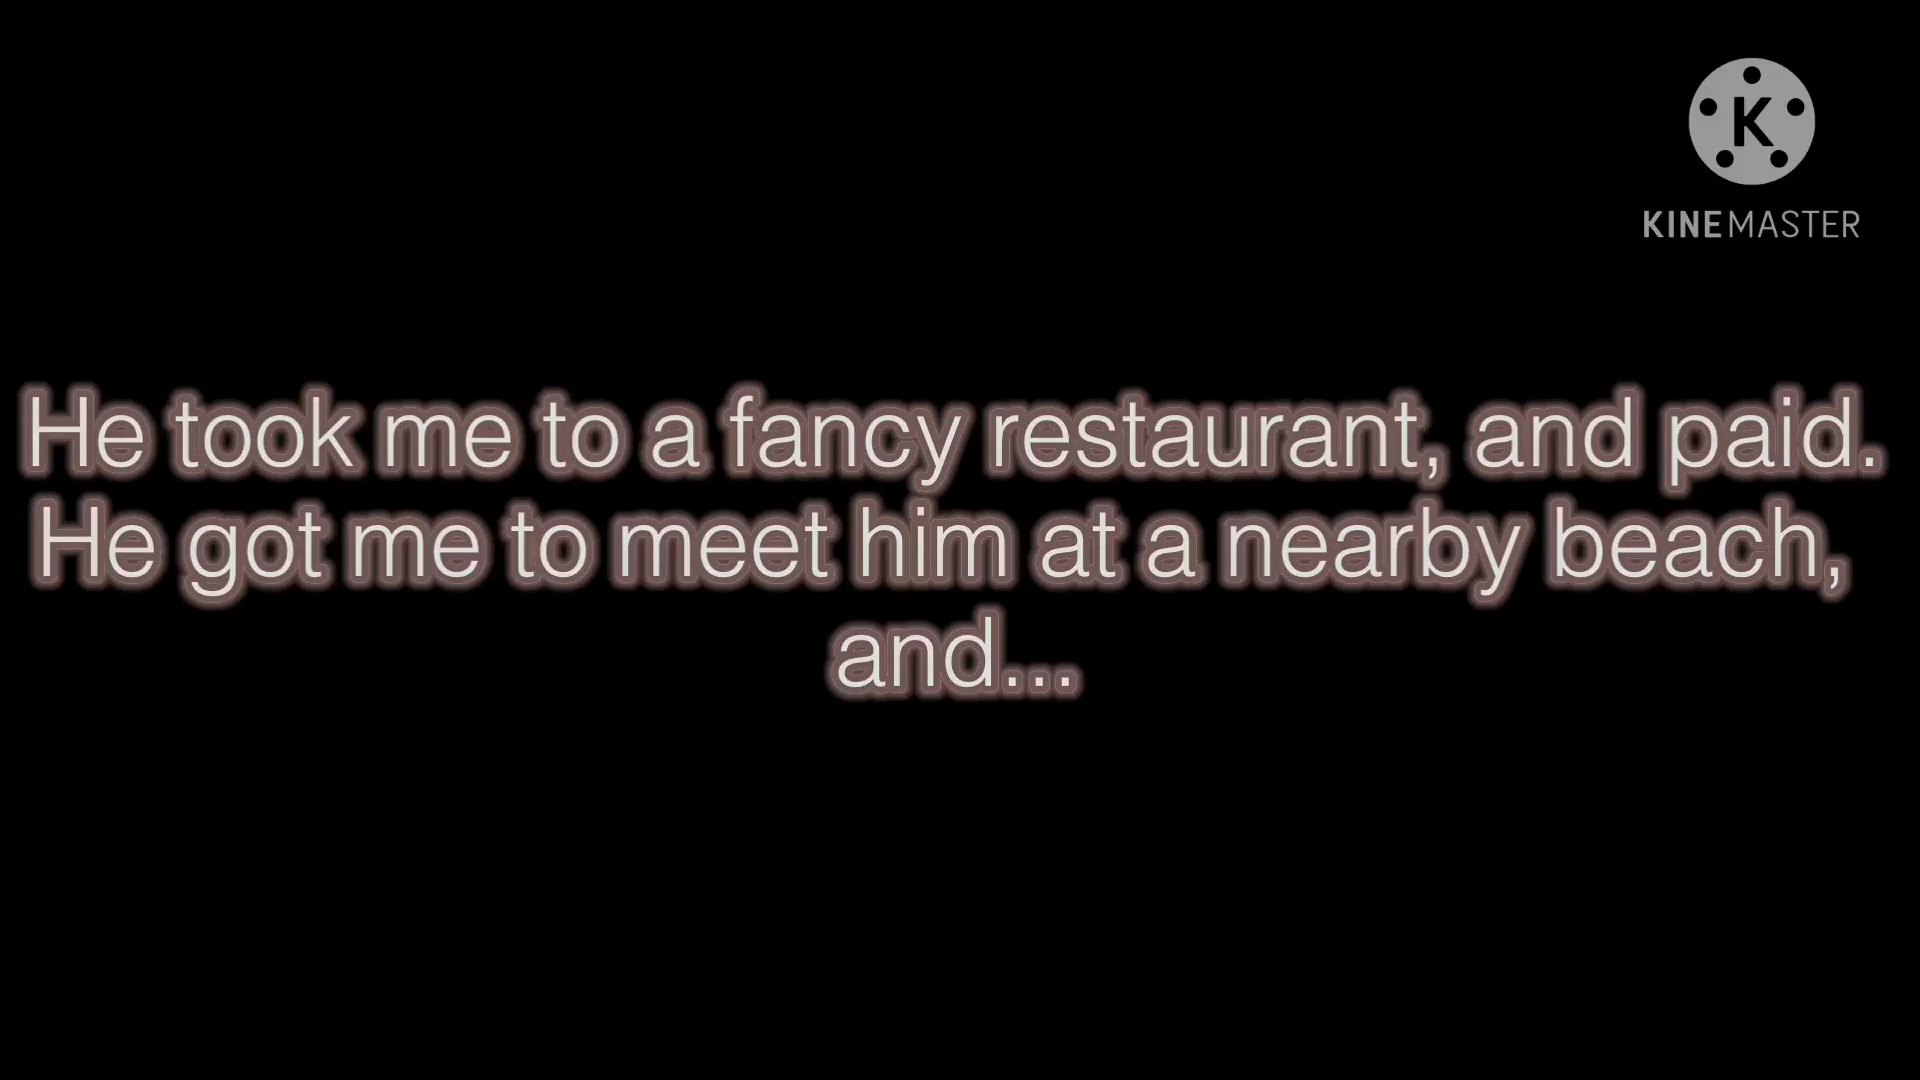 K
KINEMASTER
He took me to a fancy restaurant, and paid.
He got me to meet him at a nearby beach,
and...